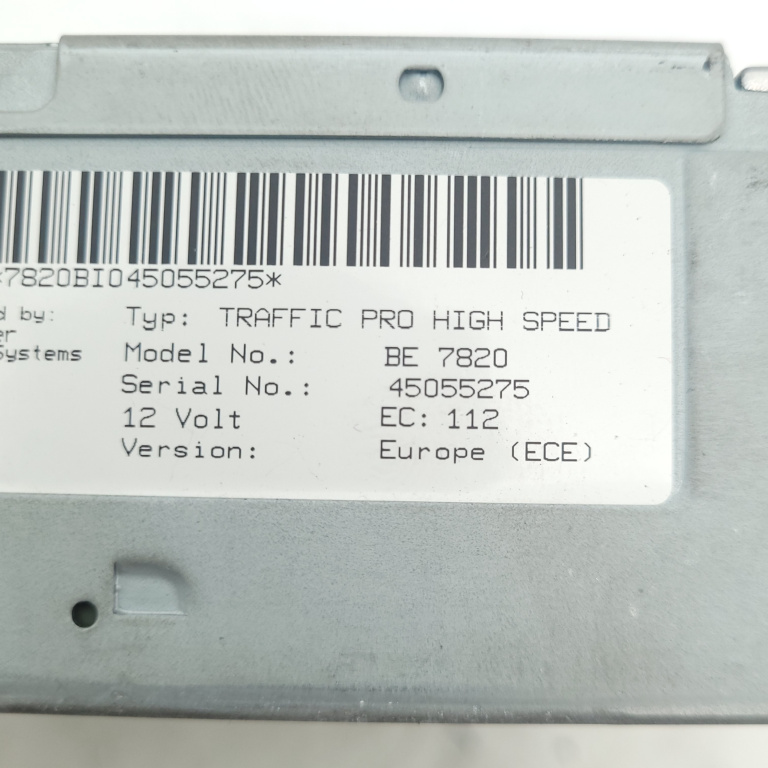 *7820BI045055275*
d by:
er
Systems
Typ: TRAFFIC PRO HIGH SPEED
Model No.: BE 7820
Serial No.: 45055275
12 Volt EC: 112
Version: Europe (ECE)